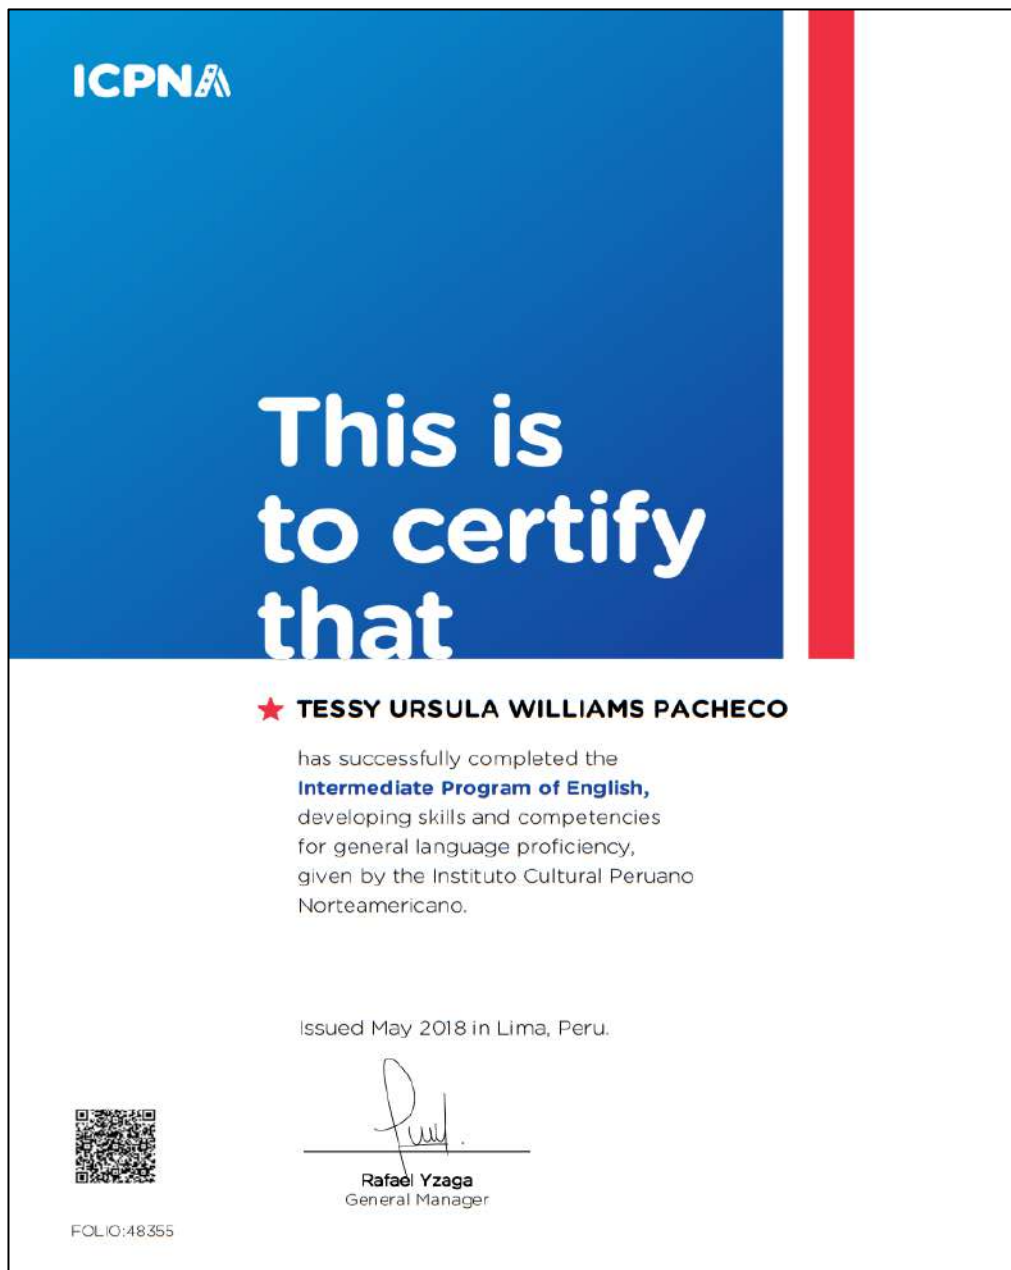 ICPNA
This is
to certify
that
TESSY URSULA WILLIAMS PACHECO
has successfully completed the
Intermediate Program of English,
developing skills and competencies
for general language proficiency,
given by the Instituto Cultural Peruano
Norteamericano.
Issued May 2018 in Lima, Peru.
Rafael Yzaga
General Manager
FOLIO:48355